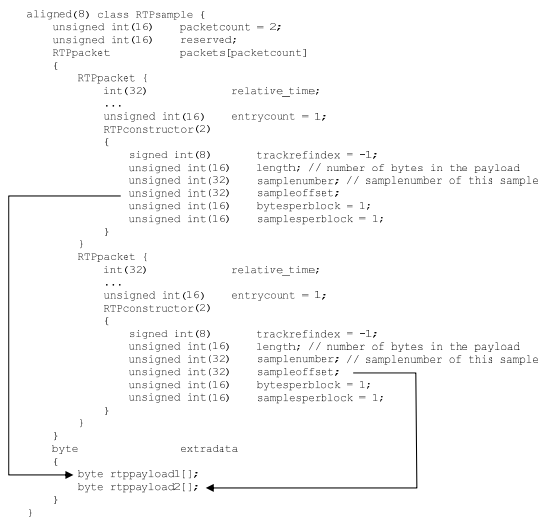 aligned(8) class RTPsample {
unsigned int(16) packetcount = 2;
unsigned int(16) reserved;
RTPpacket packets[packetcount]
{
RTPpacket {
int(32) relative_time;
...
unsigned int(16) entrycount = 1;
RTPconstructor(2)
{
signed int(8) trackrefindex = -1;
unsigned int(16) length; // number of bytes in the payload
unsigned int(32) samplenumber; // samplenumber of this sample
unsigned int(32) sampleoffset;
unsigned int(16) bytesperblock = 1;
unsigned int(16) samplesperblock = 1;
}
}
RTPpacket {
int(32) relative_time;
...
unsigned int(16) entrycount = 1;
RTPconstructor(2)
{
signed int(8) trackrefindex = -1;
unsigned int(16) length; // number of bytes in the payload
unsigned int(32) samplenumber; // samplenumber of this sample
unsigned int(32) sampleoffset;
unsigned int(16) bytesperblock = 1;
unsigned int(16) samplesperblock = 1;
}
}
}
byte extradata
{
byte rtppayload1[];
byte rtppayload2[];
}
}